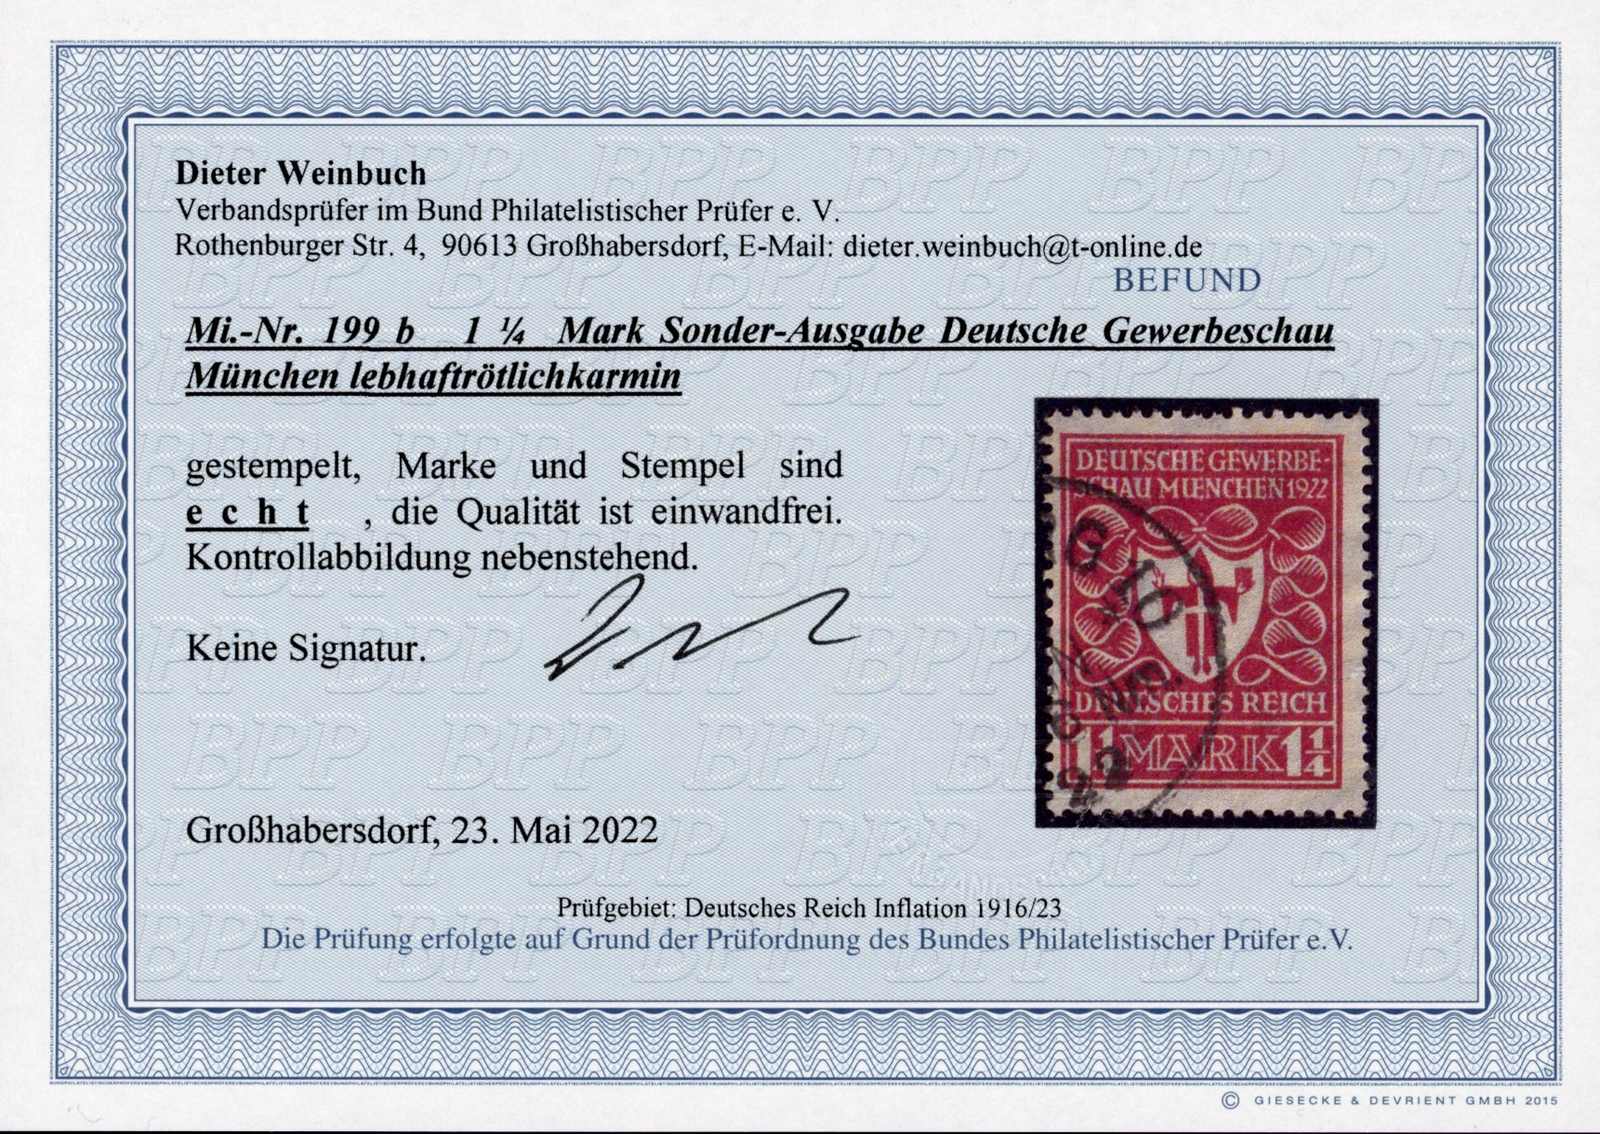 Dieter Weinbuch
Verbandsprüfer im Bund Philatelistischer Prüfer e. V.
Rothenburger Str. 4, 90613 Großhabersdorf, E-Mail: dieter.weinbuch@t-online.de
BEFUND
Mi.-Nr. 199 b 1 ¼ Mark Sonder-Ausgabe Deutsche Gewerbeschau
München lebhaftrötlichkarmin
gestempelt, Marke und Stempel sind
e c h t , die Qualität ist einwandfrei.
Kontrollabbildung nebenstehend.
Keine Signatur.
Großhabersdorf, 23. Mai 2022
DEUTSCHE GEWERBE-
SCHAU MUENCHEN 1922
DEUTSCHES REICH
1 1/4 MARK 1 1/4
Prüfgebiet: Deutsches Reich Inflation 1916/23
Die Prüfung erfolgte auf Grund der Prüfordnung des Bundes Philatelistischer Prüfer e.V.
© GIESECKE & DEVRIENT GMBH 2015